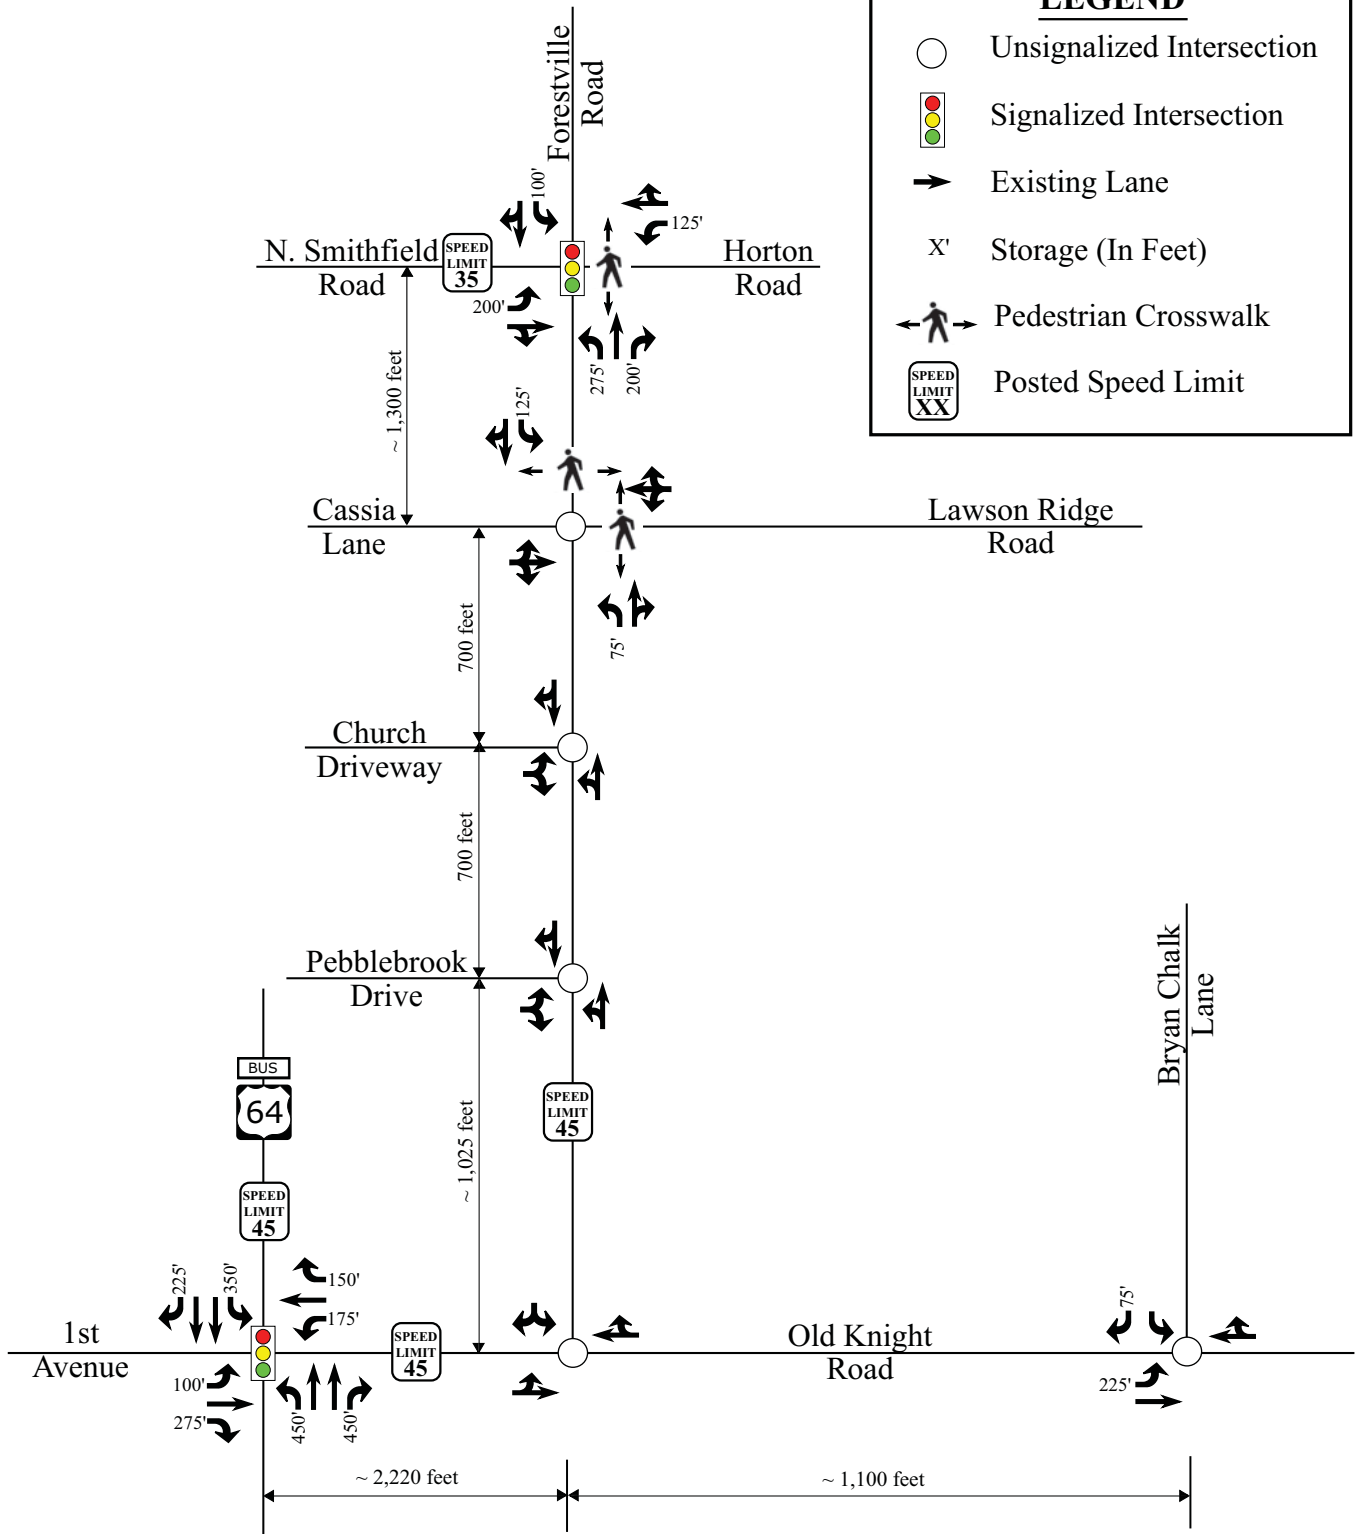 LEGEND
Unsignalized Intersection
Signalized Intersection
Existing Lane
X'
Storage (In Feet)
Pedestrian Crosswalk
SPEED
LIMIT
XX
Posted Speed Limit
Forestville
Road
100'
125'
N. Smithfield
Road
SPEED
LIMIT
35
Horton
Road
200'
275'
200'
~ 1,300 feet
125'
Cassia
Lane
Lawson Ridge
Road
75'
700 feet
Church
Driveway
700 feet
Pebblebrook
Drive
Bryan Chalk
Lane
BUS
64
SPEED
LIMIT
45
SPEED
LIMIT
45
~ 1,025 feet
225'
350'
150'
175'
1st
Avenue
SPEED
LIMIT
45
Old Knight
Road
75'
100'
275'
450'
450'
225'
~ 2,220 feet
~ 1,100 feet